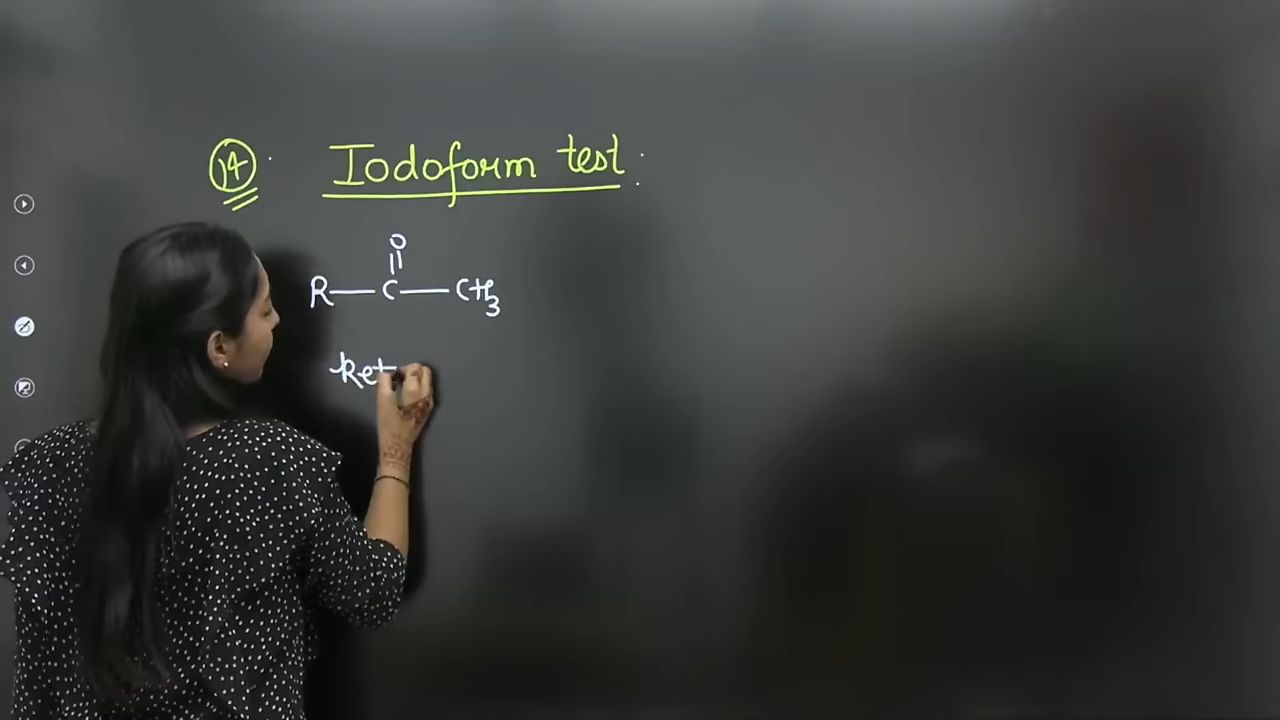 14. Iodoform test:
O
||
R—C—CH3
Ket